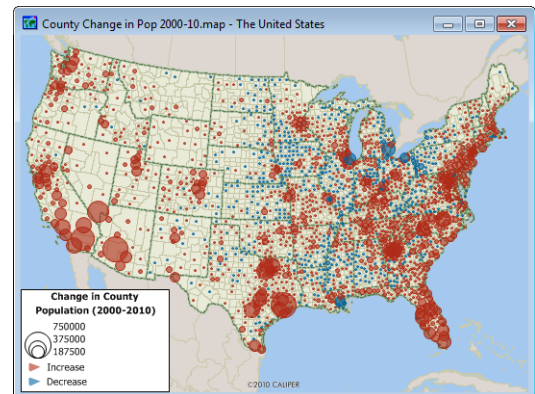 County Change in Pop 2000-10.map - The United States
Change in County
Population (2000-2010)
750000
375000
187500
Increase
Decrease
©2010 CALIPER